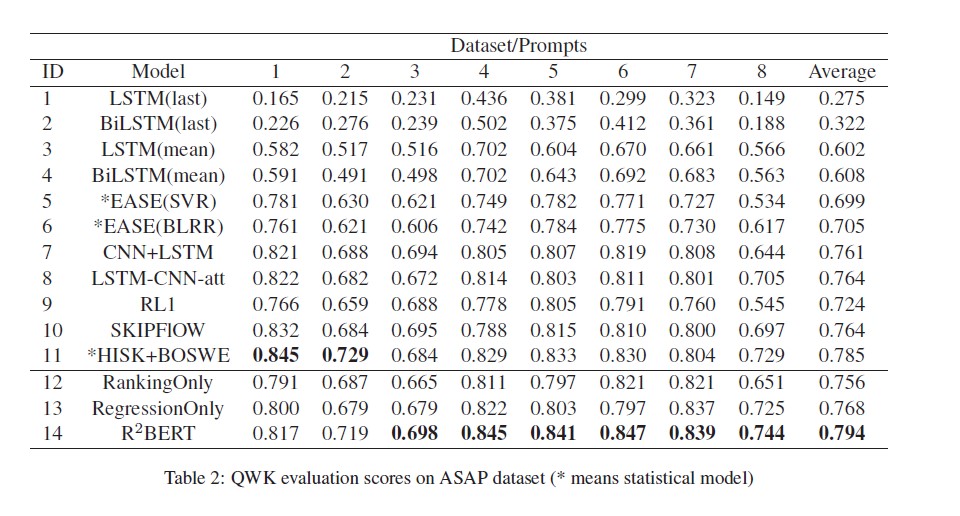 Dataset/Prompts
ID Model 1 2 3 4 5 6 7 8 Average
1 LSTM(last) 0.165 0.215 0.231 0.436 0.381 0.299 0.323 0.149 0.275
2 BiLSTM(last) 0.226 0.276 0.239 0.502 0.375 0.412 0.361 0.188 0.322
3 LSTM(mean) 0.582 0.517 0.516 0.702 0.604 0.670 0.661 0.566 0.602
4 BiLSTM(mean) 0.591 0.491 0.498 0.702 0.643 0.692 0.683 0.563 0.608
5 *EASE(SVR) 0.781 0.630 0.621 0.749 0.782 0.771 0.727 0.534 0.699
6 *EASE(BLRR) 0.761 0.621 0.606 0.742 0.784 0.775 0.730 0.617 0.705
7 CNN+LSTM 0.821 0.688 0.694 0.805 0.807 0.819 0.808 0.644 0.761
8 LSTM-CNN-att 0.822 0.682 0.672 0.814 0.803 0.811 0.801 0.705 0.764
9 RL1 0.766 0.659 0.688 0.778 0.805 0.791 0.760 0.545 0.724
10 SKIPFlOW 0.832 0.684 0.695 0.788 0.815 0.810 0.800 0.697 0.764
11 *HISK+BOSWE 0.845 0.729 0.684 0.829 0.833 0.830 0.804 0.729 0.785
12 RankingOnly 0.791 0.687 0.665 0.811 0.797 0.821 0.821 0.651 0.756
13 RegressionOnly 0.800 0.679 0.679 0.822 0.803 0.797 0.837 0.725 0.768
14 R²BERT 0.817 0.719 0.698 0.845 0.841 0.847 0.839 0.744 0.794
Table 2: QWK evaluation scores on ASAP dataset (* means statistical model)